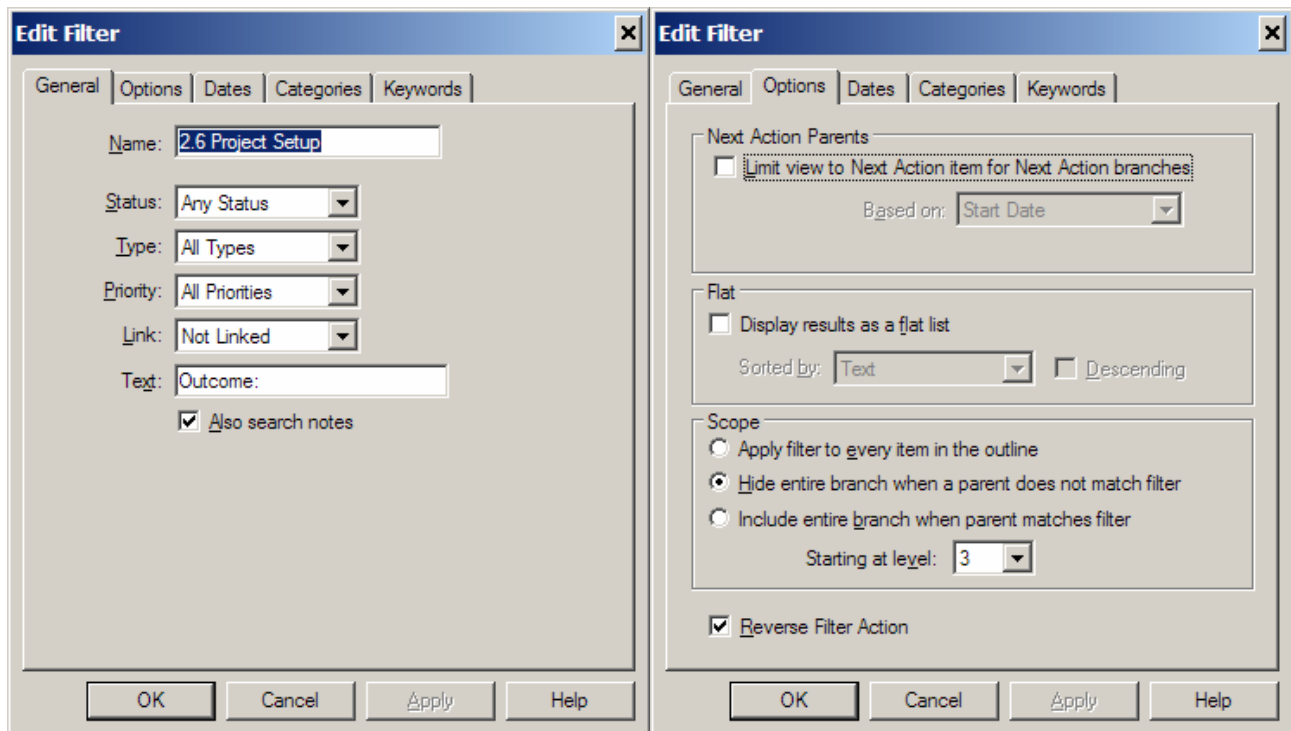 Edit Filter
General Options Dates Categories Keywords
Name: 2.6 Project Setup
Status: Any Status
Type: All Types
Priority: All Priorities
Link: Not Linked
Text: Outcome:
Also search notes
OK Cancel Apply Help
Edit Filter
General Options Dates Categories Keywords
Next Action Parents
Limit view to Next Action item for Next Action branches
Based on: Start Date
Flat
Display results as a flat list
Sorted by: Text Descending
Scope
Apply filter to every item in the outline
Hide entire branch when a parent does not match filter
Include entire branch when parent matches filter
Starting at level: 3
Reverse Filter Action
OK Cancel Apply Help